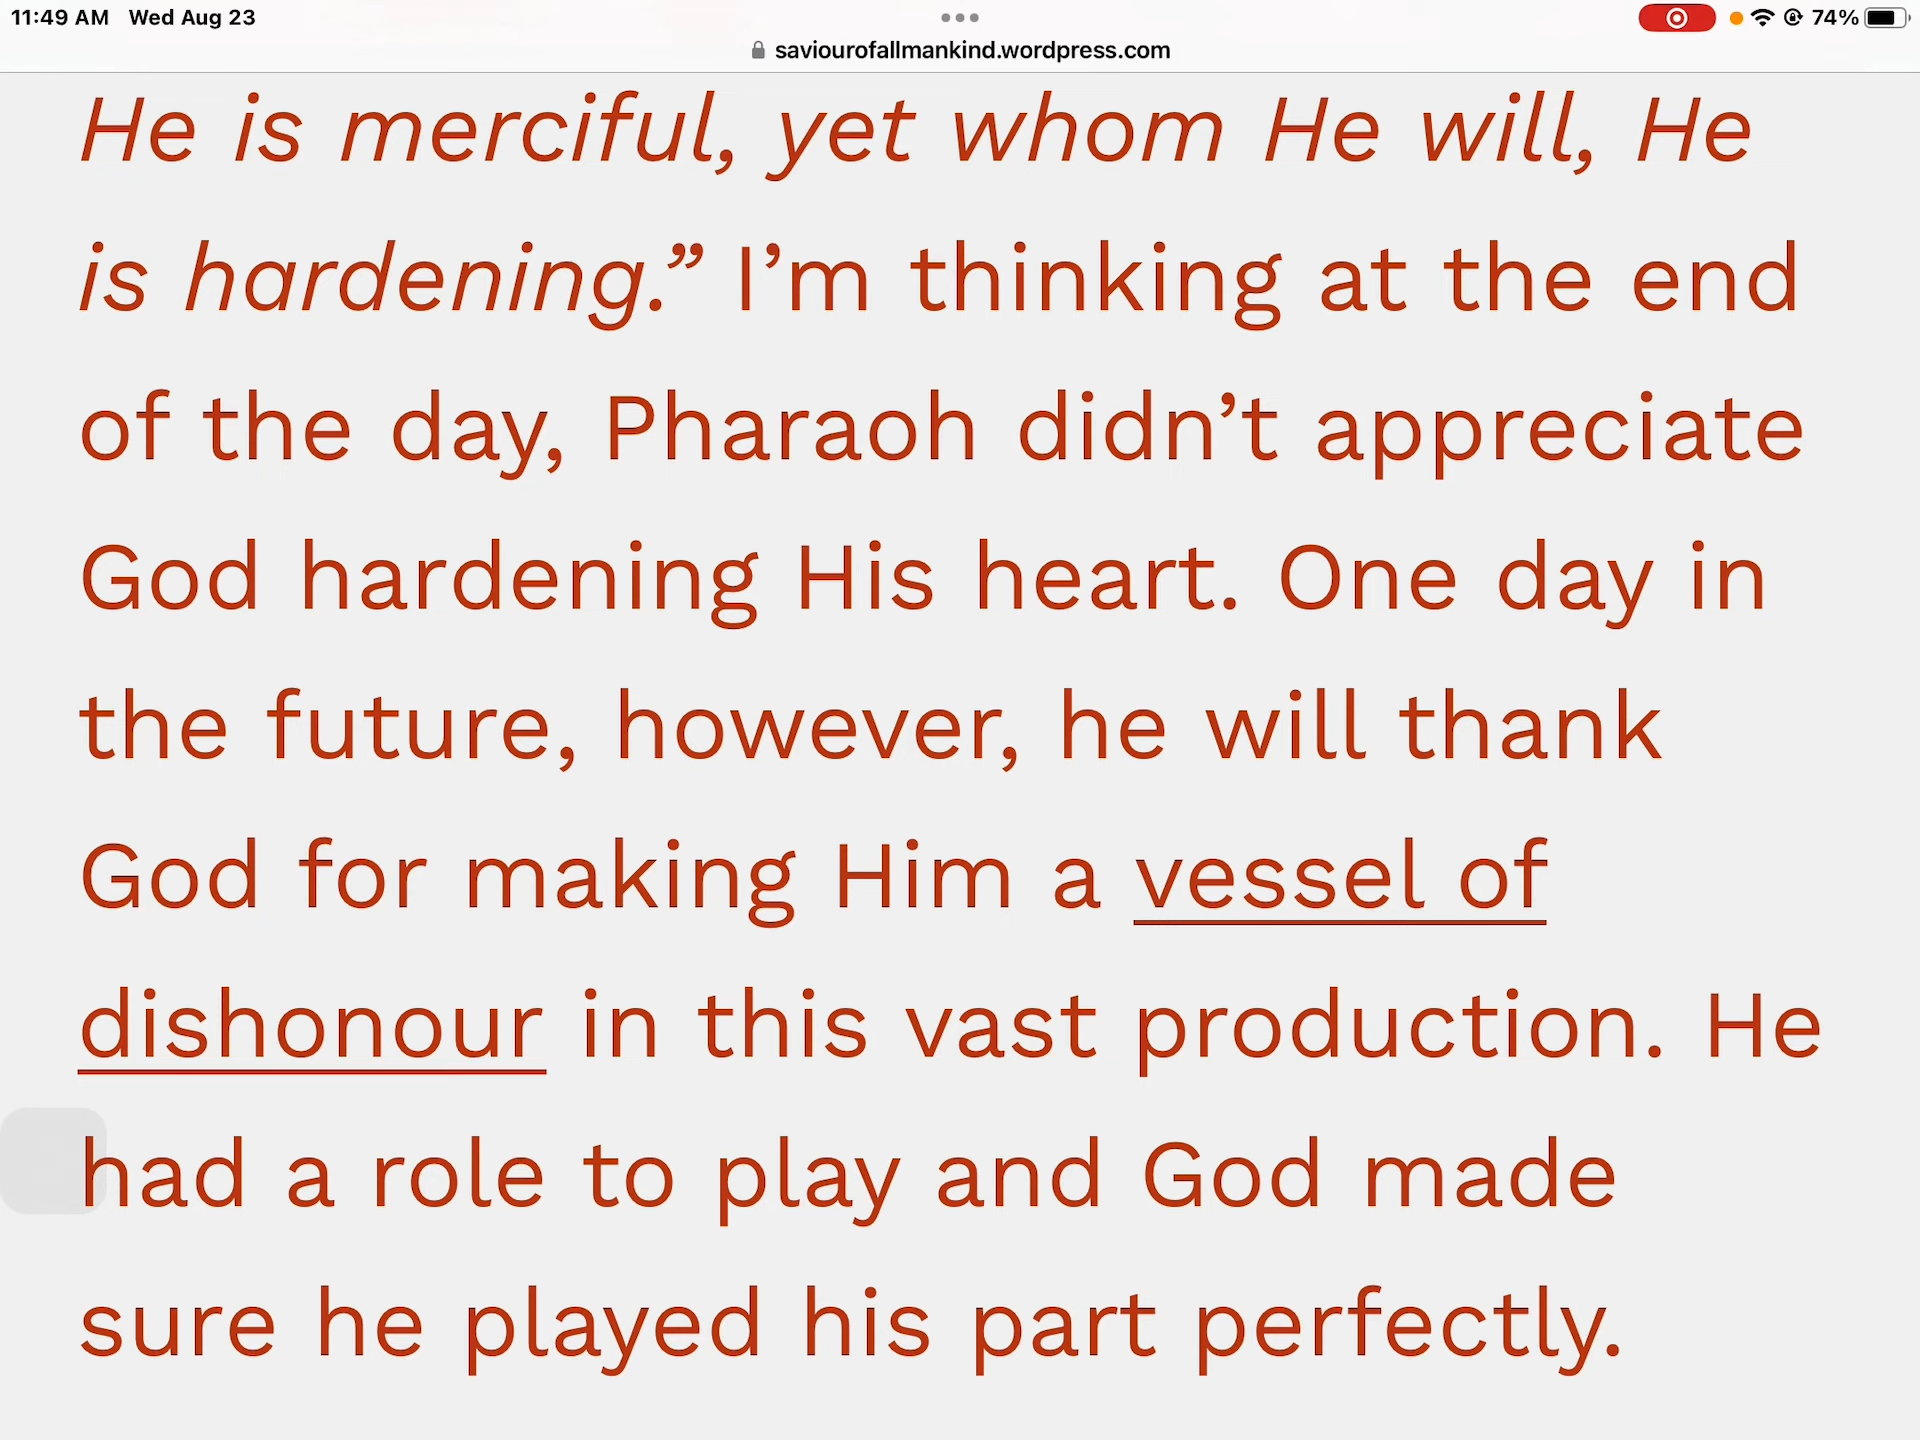 11:49 AM Wed Aug 23
74%
saviourofallmankind.wordpress.com
He is merciful, yet whom He will, He
is hardening.” I’m thinking at the end
of the day, Pharaoh didn’t appreciate
God hardening His heart. One day in
the future, however, he will thank
God for making Him a vessel of
dishonour in this vast production. He
had a role to play and God made
sure he played his part perfectly.